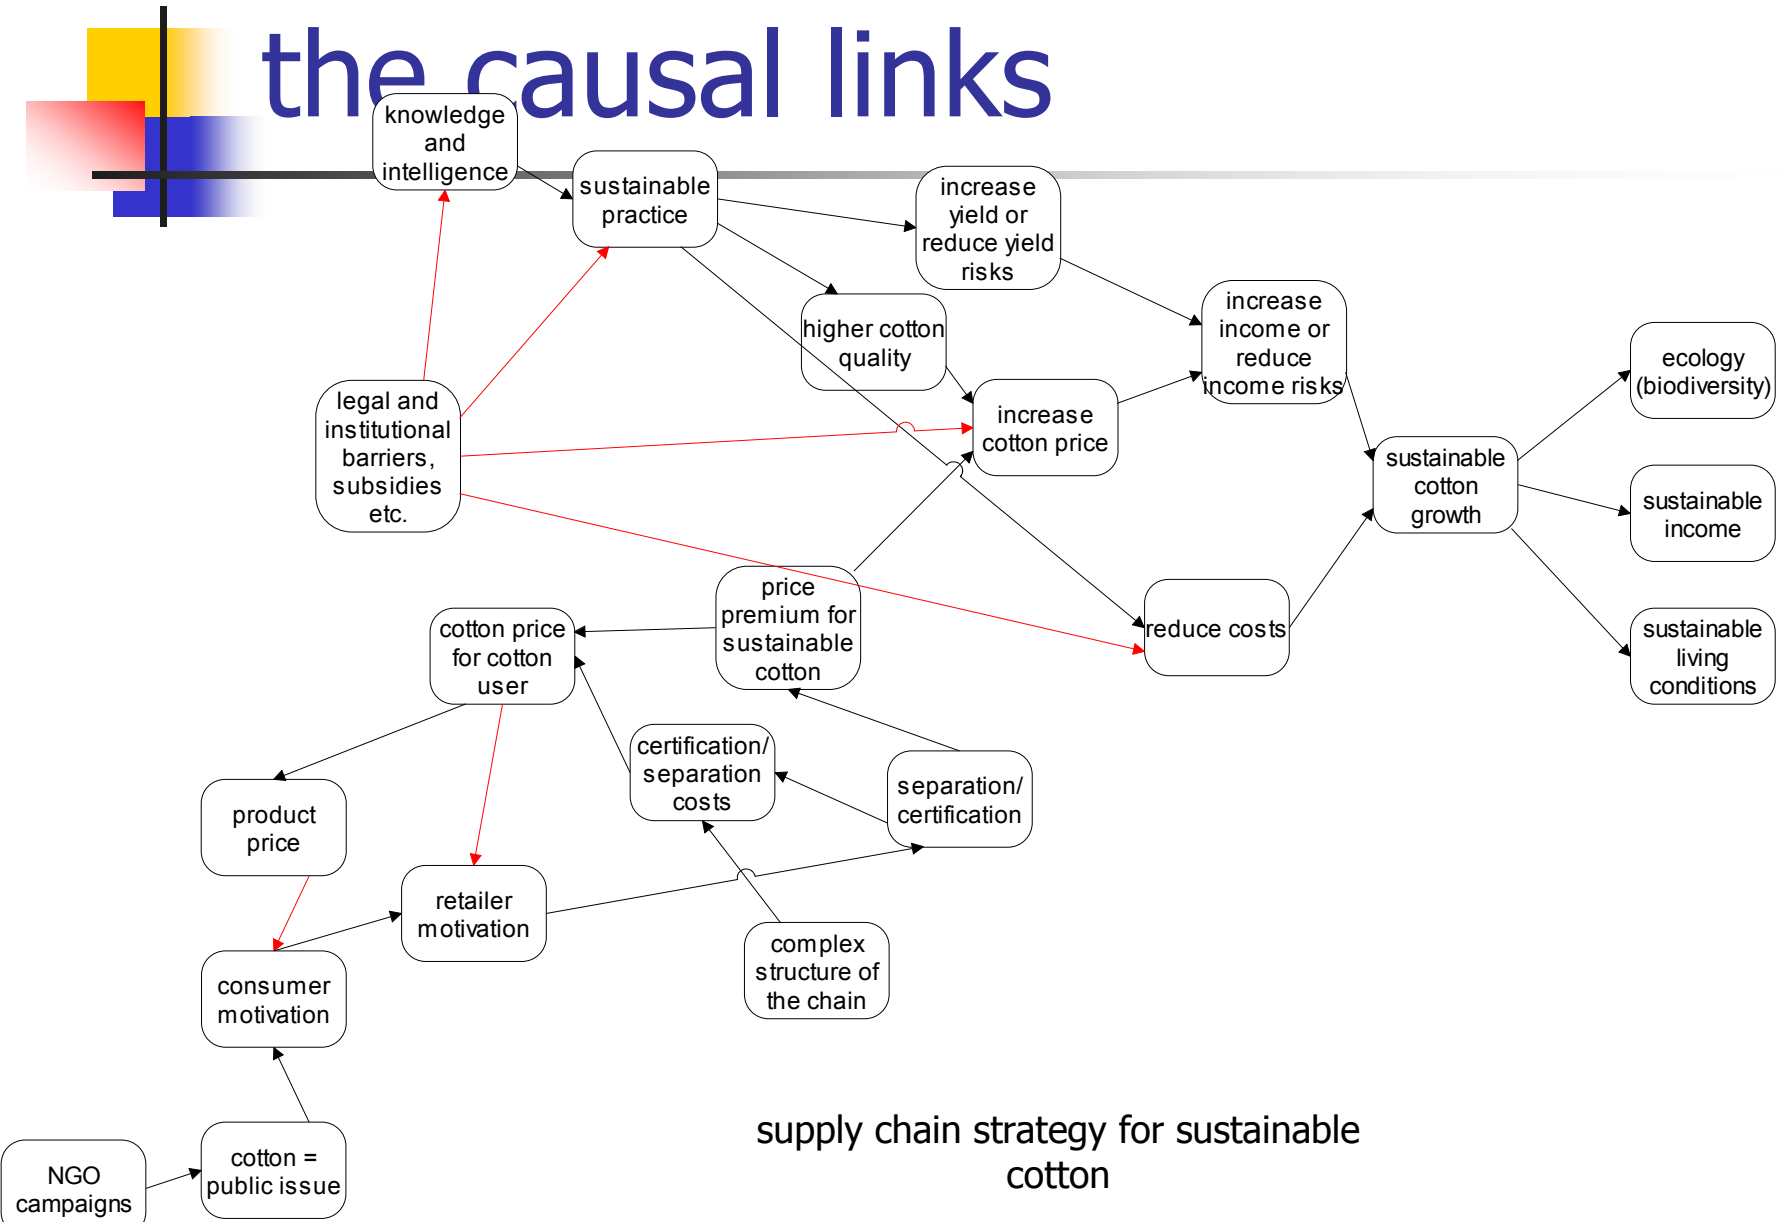 the causal links
knowledge
and
intelligence
sustainable
practice
increase
yield or
reduce yield
risks
higher cotton
quality
increase
income or
reduce
income risks
ecology
(biodiversity)
legal and
institutional
barriers,
subsidies
etc.
increase
cotton price
sustainable
cotton
growth
sustainable
income
price
premium for
sustainable
cotton
cotton price
for cotton
user
reduce costs
sustainable
living
conditions
certification/
separation
costs
separation/
certification
product
price
retailer
motivation
complex
structure of
the chain
consumer
motivation
cotton =
public issue
NGO
campaigns
supply chain strategy for sustainable
cotton